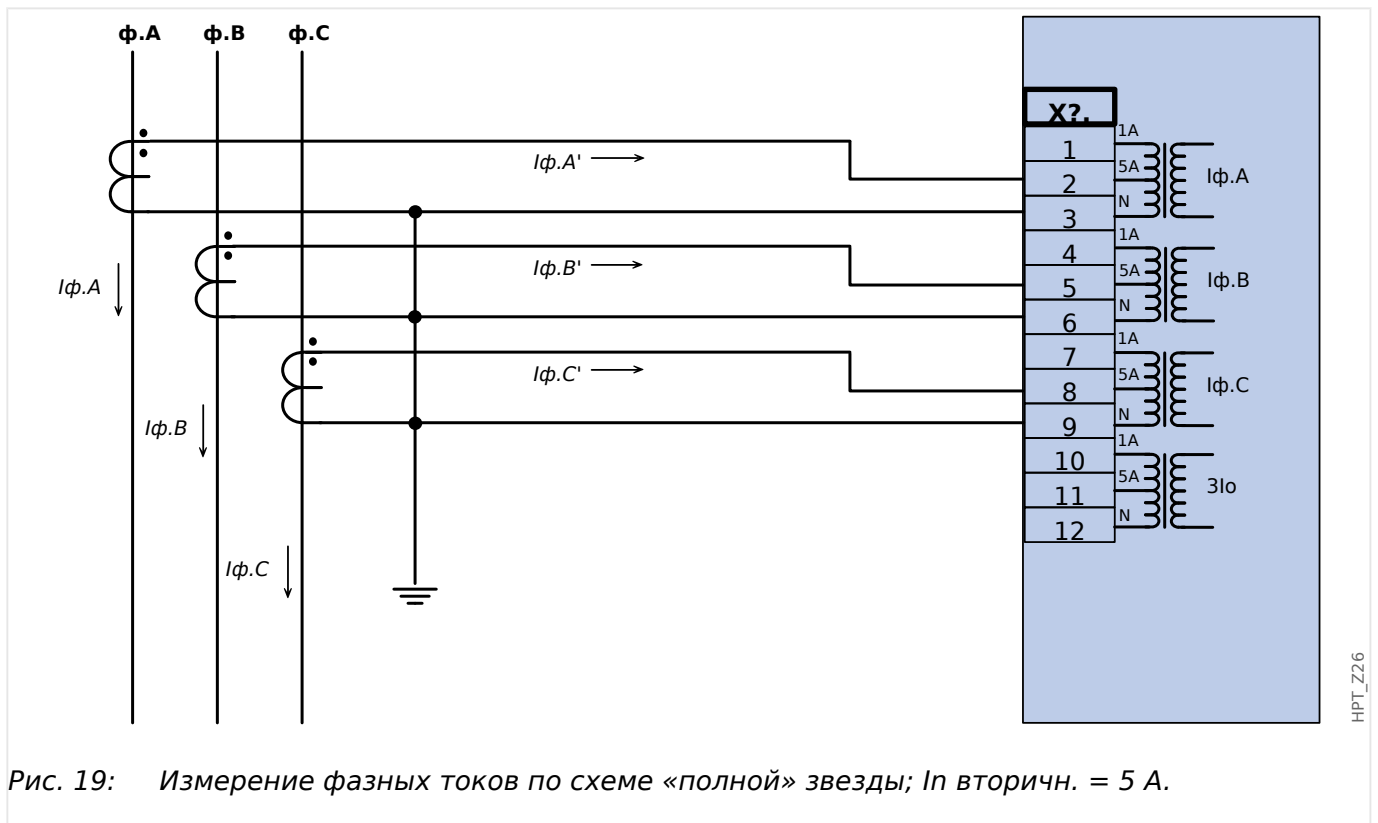 ф.A ф.B ф.C
X?.
1A
1
5A
2
N
3
Iф.A
1A
4
5A
5
N
6
Iф.B
1A
7
5A
8
N
9
Iф.C
1A
10
5A
11
N
12
3Io
Iф.A'
Iф.B'
Iф.C'
Iф.A
Iф.B
Iф.C
HPT_Z26
Рис. 19: Измерение фазных токов по схеме «полной» звезды; In вторичн. = 5 А.